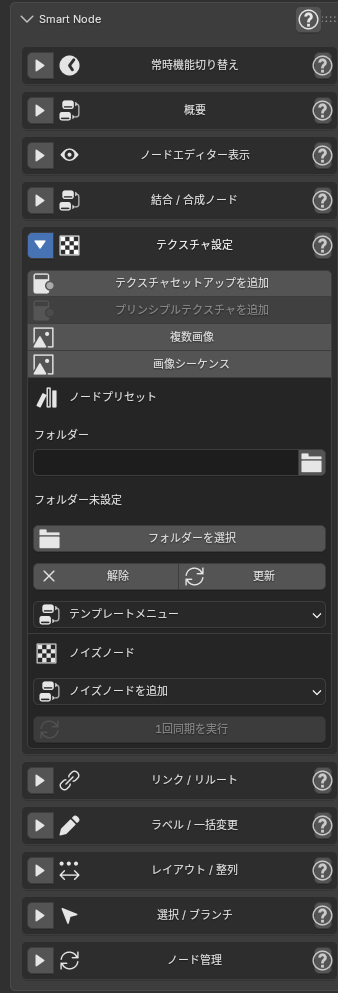 Smart Node
常時機能切り替え
概要
ノードエディター表示
結合 / 合成ノード
テクスチャ設定
テクスチャセットアップを追加
プリンシプルテクスチャを追加
複数画像
画像シーケンス
ノードプリセット
フォルダー
フォルダー未設定
フォルダーを選択
解除
更新
テンプレートメニュー
ノイズノード
ノイズノードを追加
1回同期を実行
リンク / リルート
ラベル / 一括変更
レイアウト / 整列
選択 / ブランチ
ノード管理